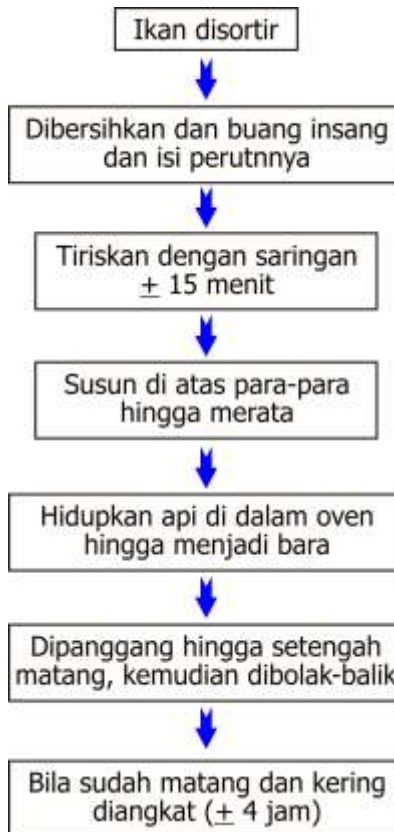 Ikan disortir
Dibersihkan dan buang insang
dan isi perutnnya
Tiriskan dengan saringan
± 15 menit
Susun di atas para-para
hingga merata
Hidupkan api di dalam oven
hingga menjadi bara
Dipanggang hingga setengah
matang, kemudian dibolak-balik
Bila sudah matang dan kering
diangkat (± 4 jam)